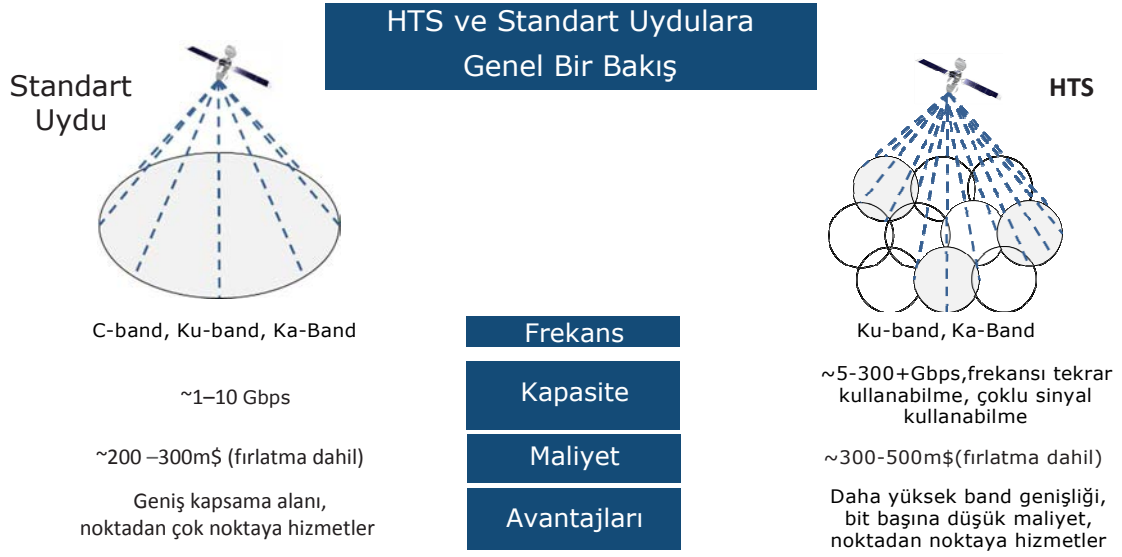 HTS ve Standart Uydulara
Genel Bir Bakış
Standart
Uydu
HTS
C-band, Ku-band, Ka-Band
Frekans
Ku-band, Ka-Band
~1–10 Gbps
Kapasite
~5-300+Gbps,frekansı tekrar
kullanabilme, çoklu sinyal
kullanabilme
~200 –300m$ (fırlatma dahil)
Maliyet
~300-500m$(fırlatma dahil)
Geniş kapsama alanı,
noktadan çok noktaya hizmetler
Avantajları
Daha yüksek band genişliği,
bit başına düşük maliyet,
noktadan noktaya hizmetler